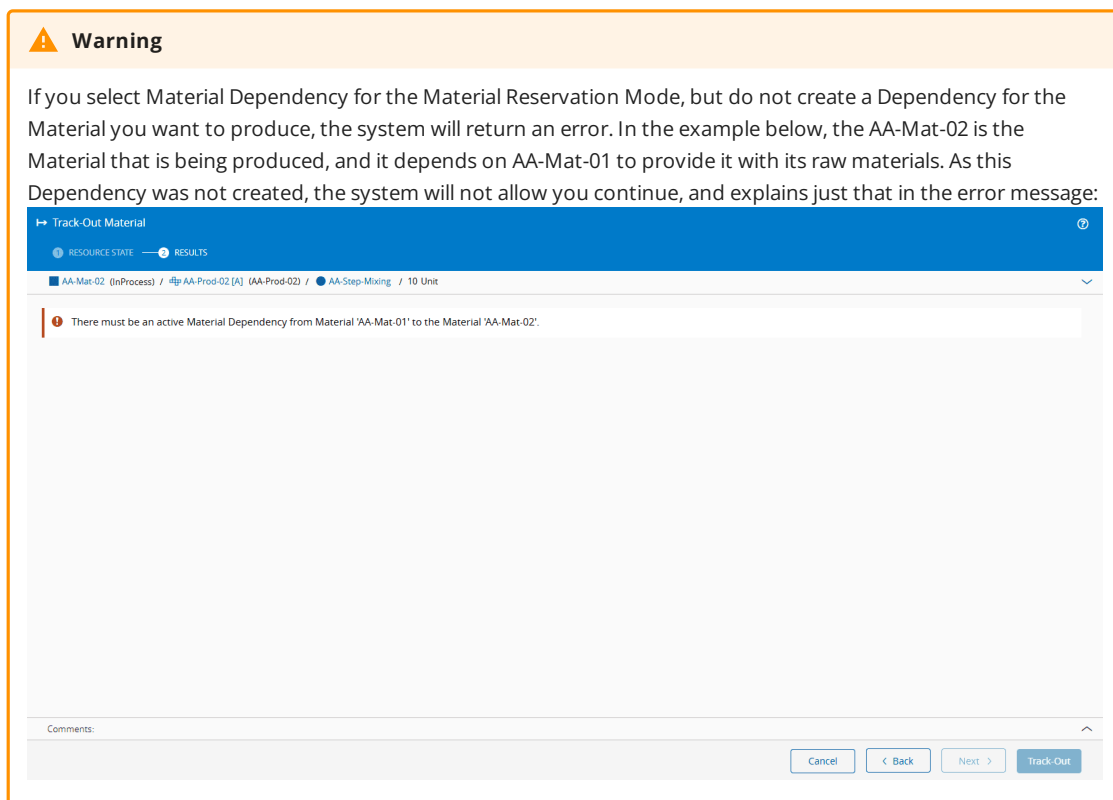 Warning
If you select Material Dependency for the Material Reservation Mode, but do not create a Dependency for the
Material you want to produce, the system will return an error. In the example below, the AA-Mat-02 is the
Material that is being produced, and it depends on AA-Mat-01 to provide it with its raw materials. As this
Dependency was not created, the system will not allow you continue, and explains just that in the error message:
Track-Out Material
1 RESOURCE STATE 2 RESULTS
AA-Mat-02 (InProcess) / AA-Prod-02 [A] (AA-Prod-02) / AA-Step-Mixing / 10 Unit
There must be an active Material Dependency from Material 'AA-Mat-01' to the Material 'AA-Mat-02'.
Comments:
Cancel < Back Next > Track-Out